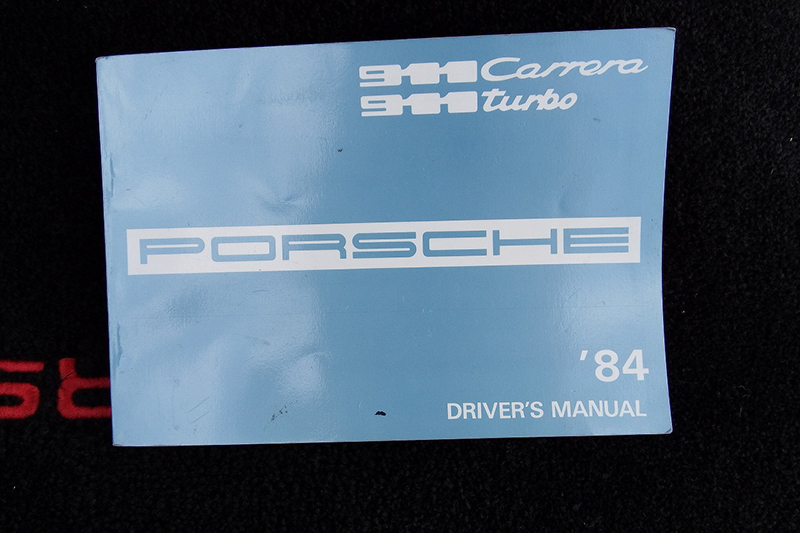 911 Carrera
911 turbo
PORSCHE
'84
DRIVER'S MANUAL